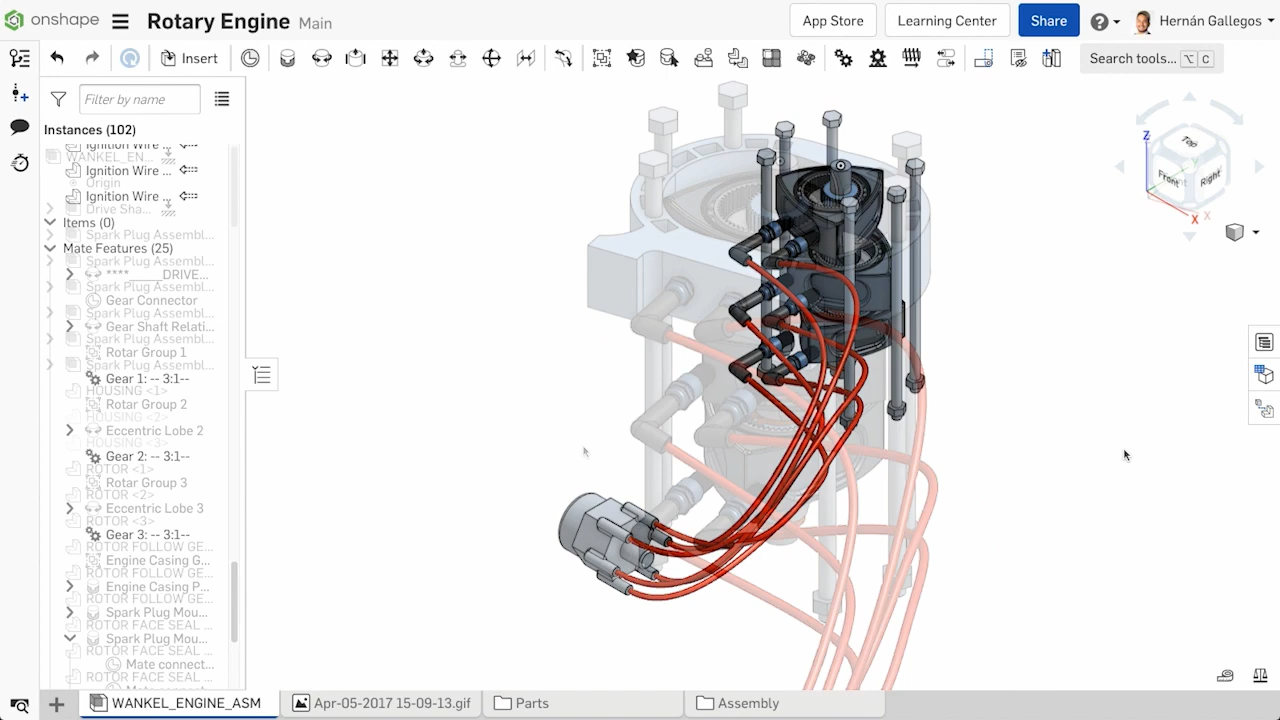 onshape Rotary Engine Main App Store Learning Center Share Hernán Gallegos
Insert Search tools... ⌥ C
Filter by name
Instances (102)
Ignition Wire ...
WANKEL_EN...
Ignition Wire ...
Origin
Ignition Wire ...
Drive Sha...
Items (0)
Spark Plug Assembl...
Mate Features (25)
Spark Plug Assembl...
**** ____DRIVE...
Spark Plug Assembl...
Gear Connector
Spark Plug Assembl...
Gear Shaft Relati...
Spark Plug Assembl...
Rotar Group 1
Spark Plug Assembl...
Gear 1: -- 3:1--
HOUSING <1>
Rotar Group 2
HOUSING <2>
Eccentric Lobe 2
HOUSING <3>
Gear 2: -- 3:1--
ROTOR <1>
Rotar Group 3
ROTOR <2>
Eccentric Lobe 3
ROTOR <3>
Gear 3: -- 3:1--
ROTOR FOLLOW GE...
Engine Casing G...
ROTOR FOLLOW GE...
Engine Casing P...
ROTOR FOLLOW GE...
Spark Plug Mou...
ROTOR FACE SEAL ...
Spark Plug Mou...
ROTOR FACE SEAL ...
Mate connect...
ROTOR FACE SEAL ...
Z
Top
Front
Right
X
X
WANKEL_ENGINE_ASM Apr-05-2017 15-09-13.gif Parts Assembly